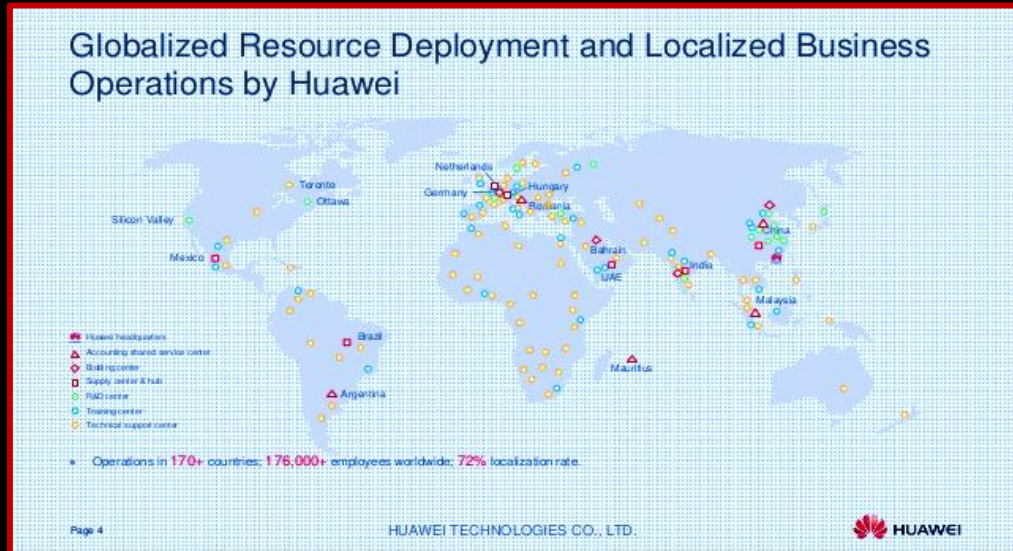 Globalized Resource Deployment and Localized Business
Operations by Huawei
Netherlands
Toronto
Germany
Hungary
Ottawa
Romania
Silicon Valley
China
Mexico
Bahrain
India
UAE
Malaysia
Huawei headquarters
Brazil
Accounting shared service center
Bidding center
Mauritius
Supply center & hub
R&D center
Argentina
Training center
Technical support center
• Operations in 170+ countries; 176,000+ employees worldwide; 72% localization rate.
Page 4
HUAWEI TECHNOLOGIES CO., LTD.
HUAWEI